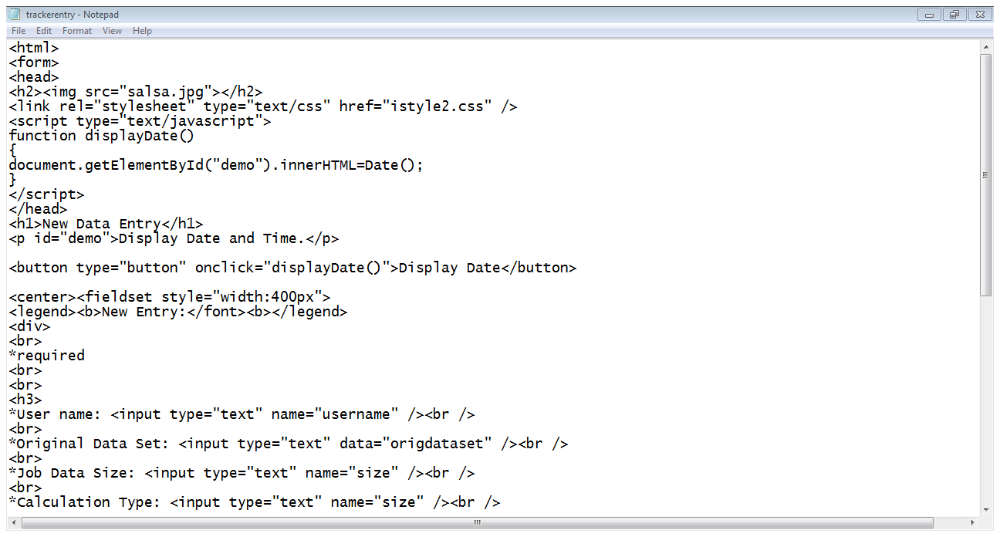 trackerentry - Notepad
File Edit Format View Help
<html>
<form>
<head>
<h2><img src="salsa.jpg"></h2>
<link rel="stylesheet" type="text/css" href="istyle2.css" />
<script type="text/javascript">
function displayDate()
{
document.getElementById("demo").innerHTML=Date();
}
</script>
</head>
<h1>New Data Entry</h1>
<p id="demo">Display Date and Time.</p>
<button type="button" onclick="displayDate()">Display Date</button>
<center><fieldset style="width:400px">
<legend><b>New Entry:</font><b></legend>
<div>
<br>
*required
<br>
<br>
<h3>
*User name: <input type="text" name="username" /><br />
<br>
*Original Data Set: <input type="text" data="origdataset" /><br />
<br>
*Job Data Size: <input type="text" name="size" /><br />
<br>
*Calculation Type: <input type="text" name="size" /><br />